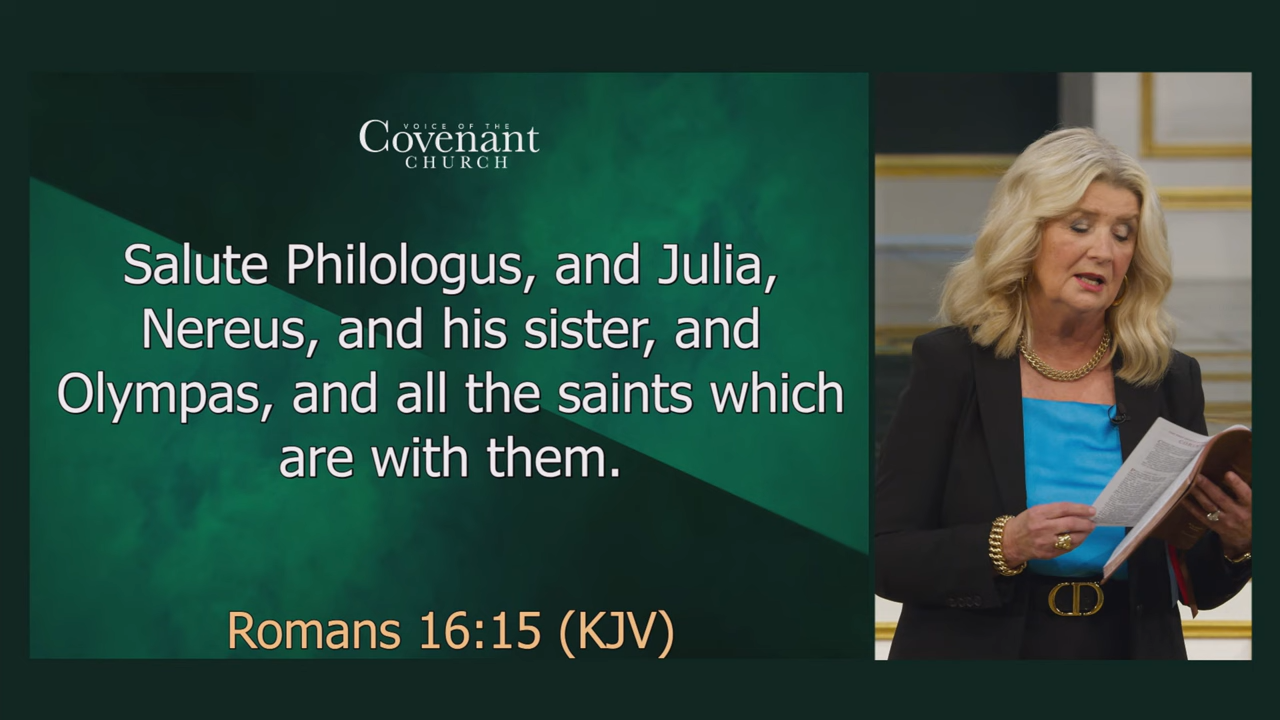 VOICE OF THE
Covenant
CHURCH
Salute Philologus, and Julia,
Nereus, and his sister, and
Olympas, and all the saints which
are with them.
Romans 16:15 (KJV)